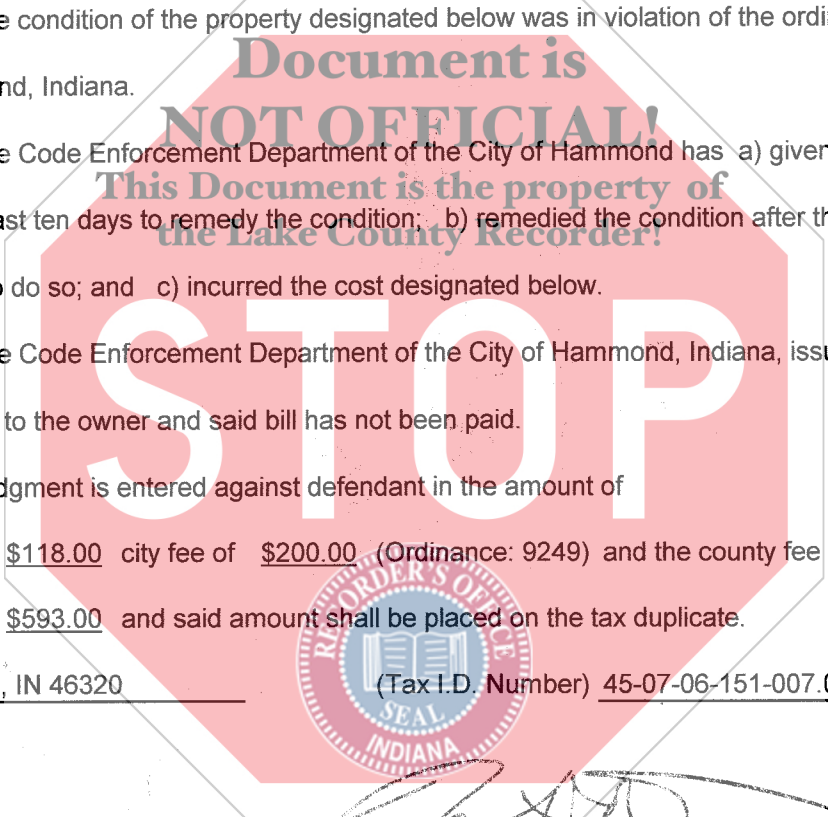 e condition of the property designated below was in violation of the ordi
Document is
nd, Indiana.
NOT OFFICIAL!
e Code Enforcement Department of the City of Hammond has a) given
This Document is the property of
ast ten days to remedy the condition; b) remedied the condition after th
the Lake County Recorder!
o do so; and c) incurred the cost designated below.
STOP
e Code Enforcement Department of the City of Hammond, Indiana, issu
to the owner and said bill has not been paid.
dgment is entered against defendant in the amount of
$118.00 city fee of $200.00 (Ordinance: 9249) and the county fee
$593.00 and said amount shall be placed on the tax duplicate.
RECORDER'S OFFICE
, IN 46320 (Tax I.D. Number) 45-07-06-151-007.0
SEAL
INDIANA